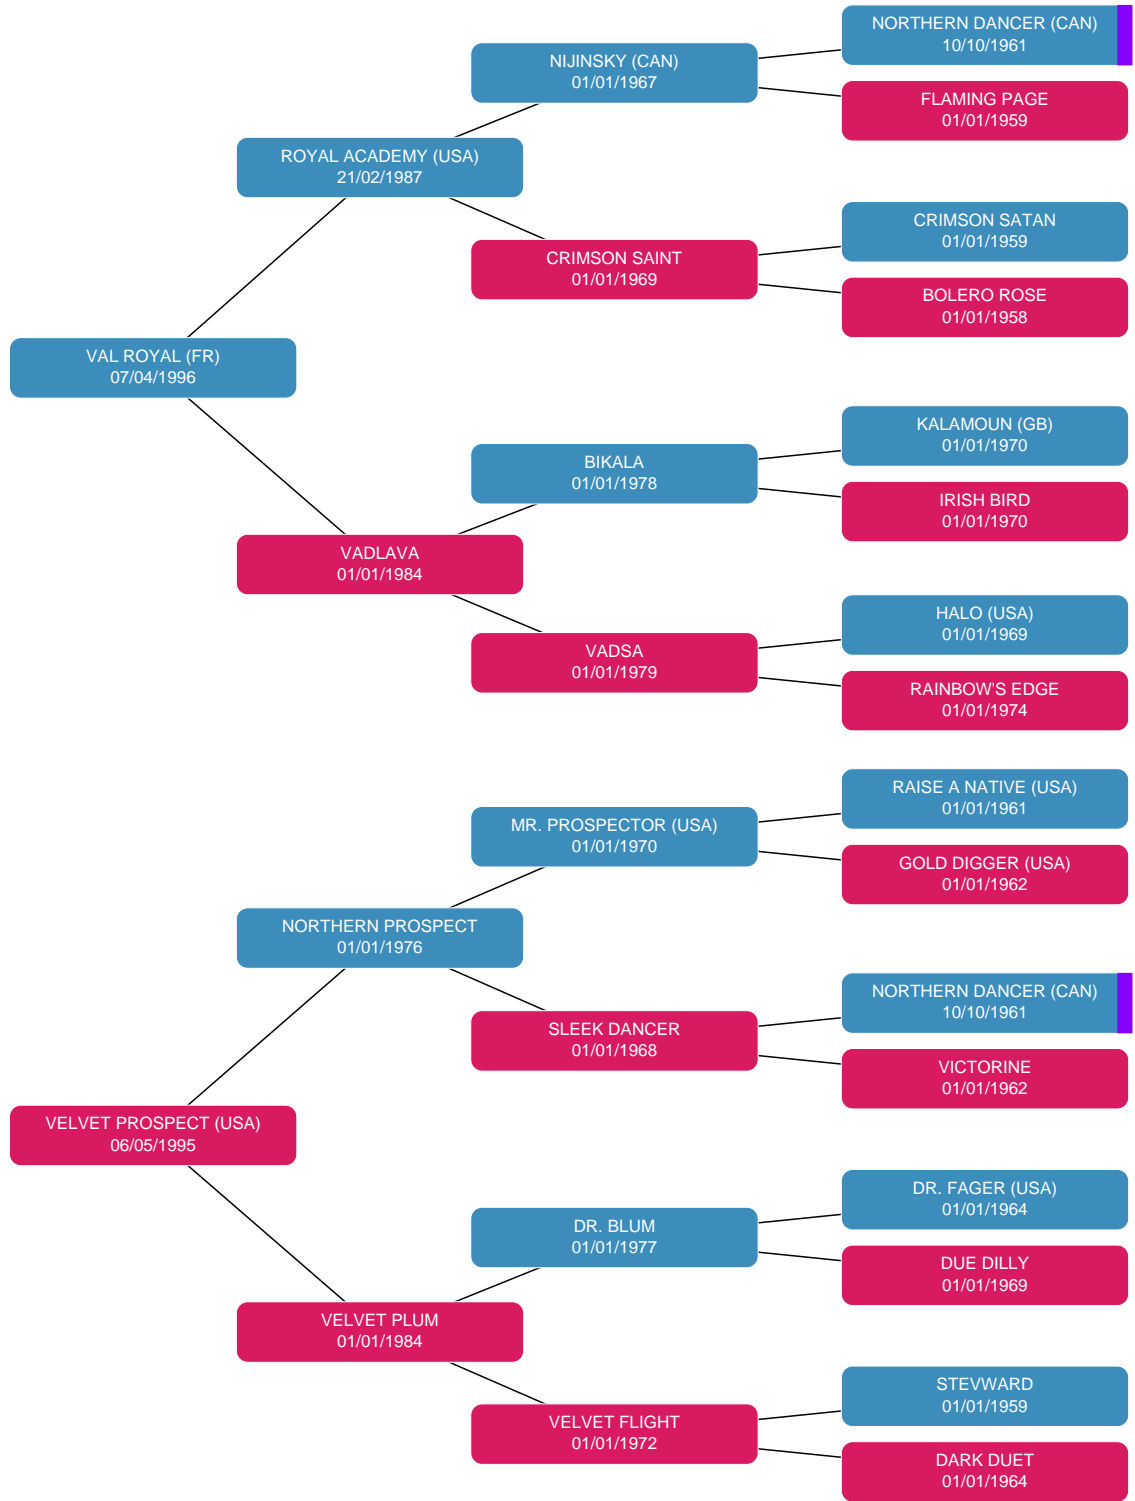 NORTHERN DANCER (CAN)
10/10/1961
NIJINSKY (CAN)
01/01/1967
FLAMING PAGE
01/01/1959
ROYAL ACADEMY (USA)
21/02/1987
CRIMSON SATAN
01/01/1959
CRIMSON SAINT
01/01/1969
BOLERO ROSE
01/01/1958
VAL ROYAL (FR)
07/04/1996
KALAMOUN (GB)
01/01/1970
BIKALA
01/01/1978
IRISH BIRD
01/01/1970
VADLAVA
01/01/1984
HALO (USA)
01/01/1969
VADSA
01/01/1979
RAINBOW'S EDGE
01/01/1974
RAISE A NATIVE (USA)
01/01/1961
MR. PROSPECTOR (USA)
01/01/1970
GOLD DIGGER (USA)
01/01/1962
NORTHERN PROSPECT
01/01/1976
NORTHERN DANCER (CAN)
10/10/1961
SLEEK DANCER
01/01/1968
VICTORINE
01/01/1962
VELVET PROSPECT (USA)
06/05/1995
DR. FAGER (USA)
01/01/1964
DR. BLUM
01/01/1977
DUE DILLY
01/01/1969
VELVET PLUM
01/01/1984
STEVWARD
01/01/1959
VELVET FLIGHT
01/01/1972
DARK DUET
01/01/1964